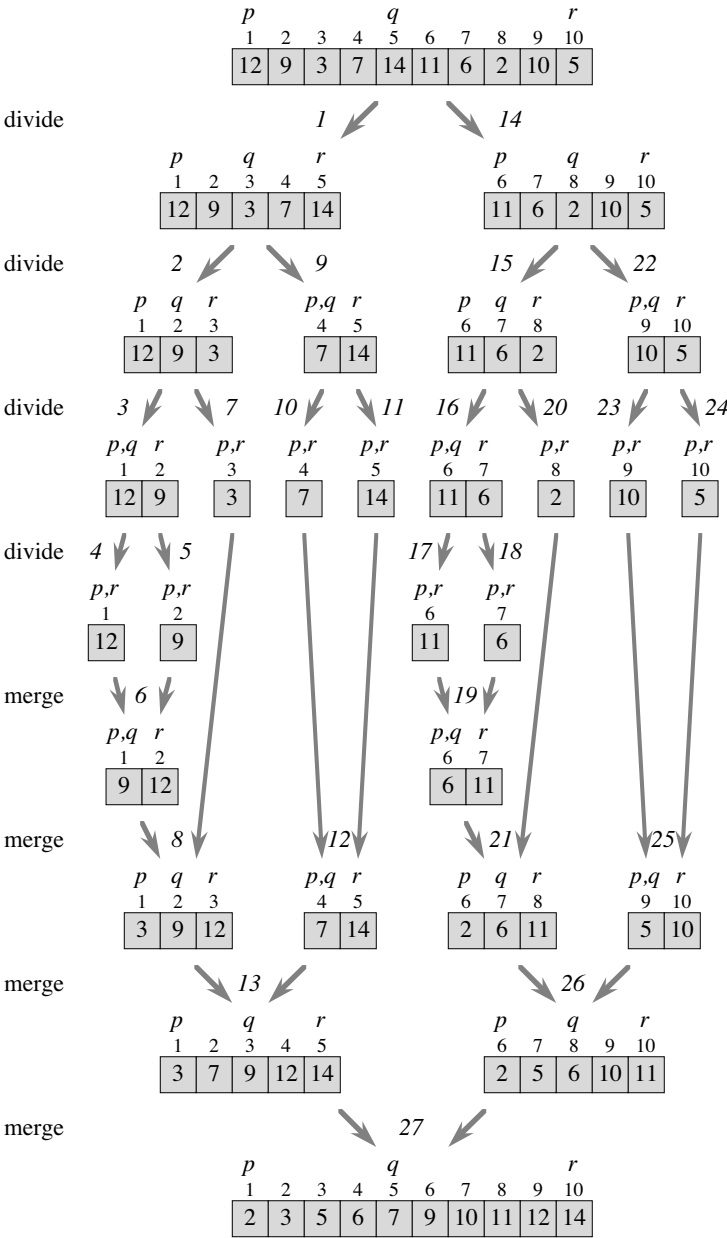 p q r
1 2 3 4 5 6 7 8 9 10
12 9 3 7 14 11 6 2 10 5
divide 1 14
p q r p q r
1 2 3 4 5 6 7 8 9 10
12 9 3 7 14 11 6 2 10 5
divide 2 9 15 22
p q r p,q r p q r p,q r
1 2 3 4 5 6 7 8 9 10
12 9 3 7 14 11 6 2 10 5
divide 3 7 10 11 16 20 23 24
p,q r p,r p,r p,r p,q r p,r p,r p,r
1 2 3 4 5 6 7 8 9 10
12 9 3 7 14 11 6 2 10 5
divide 4 5 17 18
p,r p,r p,r p,r
1 2 6 7
12 9 11 6
merge 6 19
p,q r p,q r
1 2 6 7
9 12 6 11
merge 8 12 21 25
p q r p,q r p q r p,q r
1 2 3 4 5 6 7 8 9 10
3 9 12 7 14 2 6 11 5 10
merge 13 26
p q r p q r
1 2 3 4 5 6 7 8 9 10
3 7 9 12 14 2 5 6 10 11
merge 27
p q r
1 2 3 4 5 6 7 8 9 10
2 3 5 6 7 9 10 11 12 14